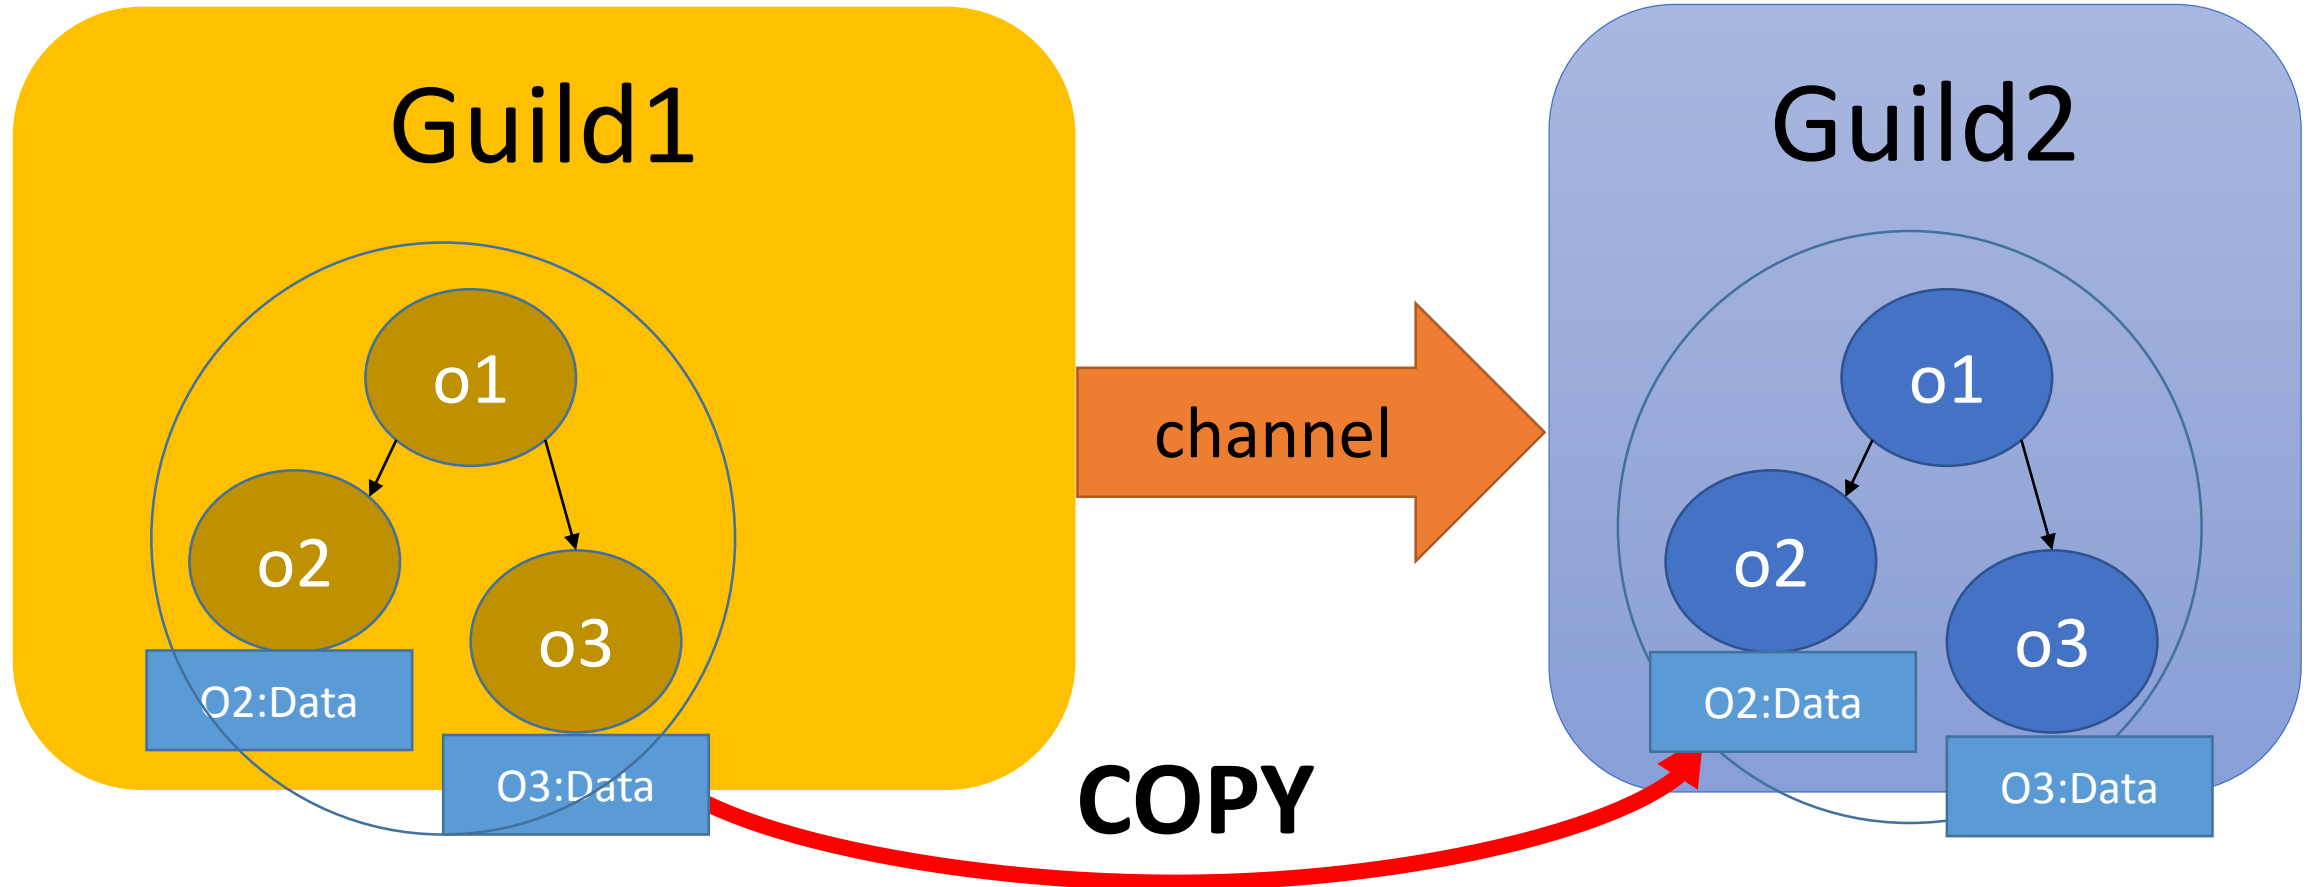 Guild1
o1
o2
o3
O2:Data
O3:Data
channel
COPY
Guild2
o1
o2
o3
O2:Data
O3:Data